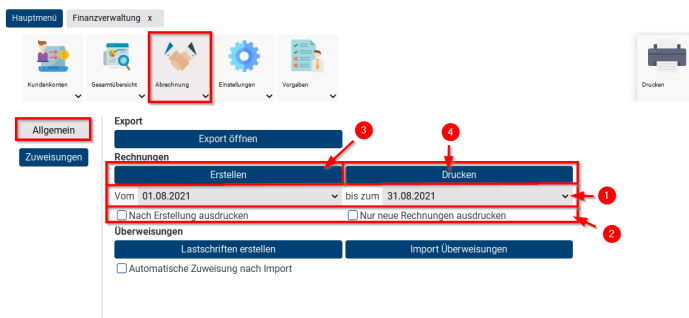 Hauptmenü Finanzverwaltung x
Kundenkonten Gesamtübersicht Abrechnung Einstellungen Vorgaben Drucken
Allgemein
Zuweisungen
Export
Export öffnen
3
4
Rechnungen
Erstellen Drucken
Vom 01.08.2021 bis zum 31.08.2021
1
Nach Erstellung ausdrucken Nur neue Rechnungen ausdrucken
2
Überweisungen
Lastschriften erstellen Import Überweisungen
Automatische Zuweisung nach Import